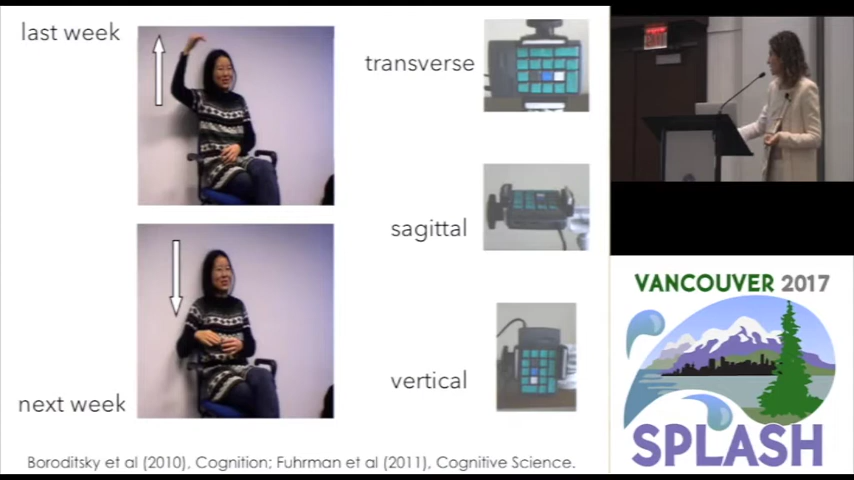 last week
transverse
sagittal
vertical
next week
Boroditsky et al (2010), Cognition; Fuhrman et al (2011), Cognitive Science.
EXIT
VANCOUVER 2017
SPLASH